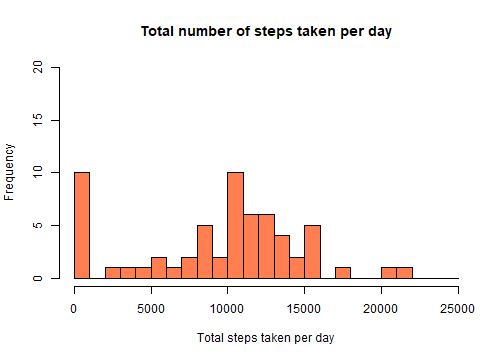 Total number of steps taken per day
20
15
10
5
0
Frequency
0 5000 10000 15000 20000 25000
Total steps taken per day